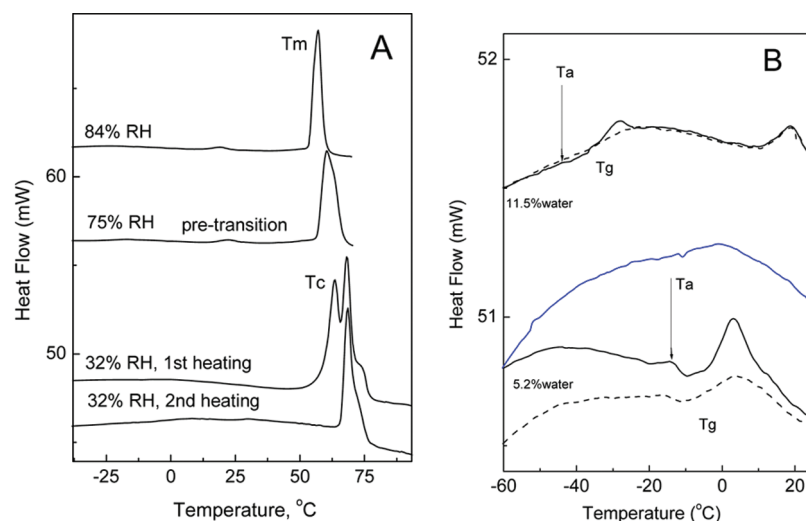 A
Tm
84% RH
60
75% RH
pre-transition
Tc
50
32% RH, 1st heating
32% RH, 2nd heating
0
25
50
75
Temperature, °C
Heat Flow (mW)
B
52
Ta
Tg
11.5%water
51
Ta
5.2%water
Tg
-60
-40
-20
0
20
Temperature (°C)
Heat Flow (mW)